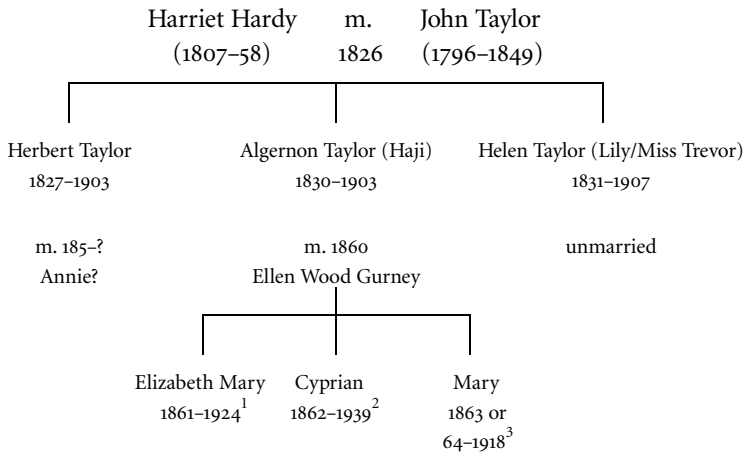 Harriet Hardy m. John Taylor
(1807–58) 1826 (1796–1849)
Herbert Taylor Algernon Taylor (Haji) Helen Taylor (Lily/Miss Trevor)
1827–1903 1830–1903 1831–1907
m. 185–? m. 1860 unmarried
Annie? Ellen Wood Gurney
Elizabeth Mary Cyprian Mary
1861–1924¹ 1862–1939² 1863 or
64–1918³